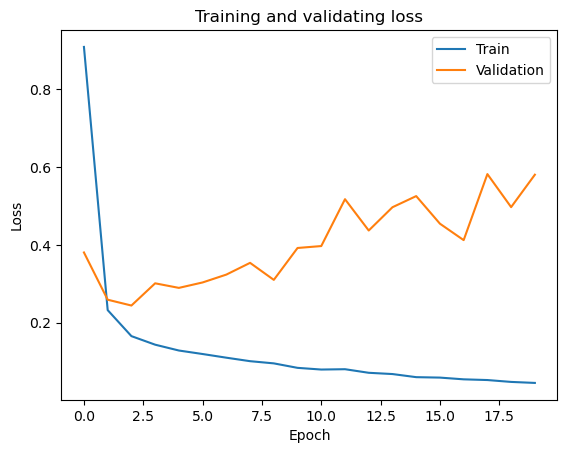 Training and validating loss
Train
Validation
0.8
0.6
0.4
0.2
Loss
0.0 2.5 5.0 7.5 10.0 12.5 15.0 17.5
Epoch